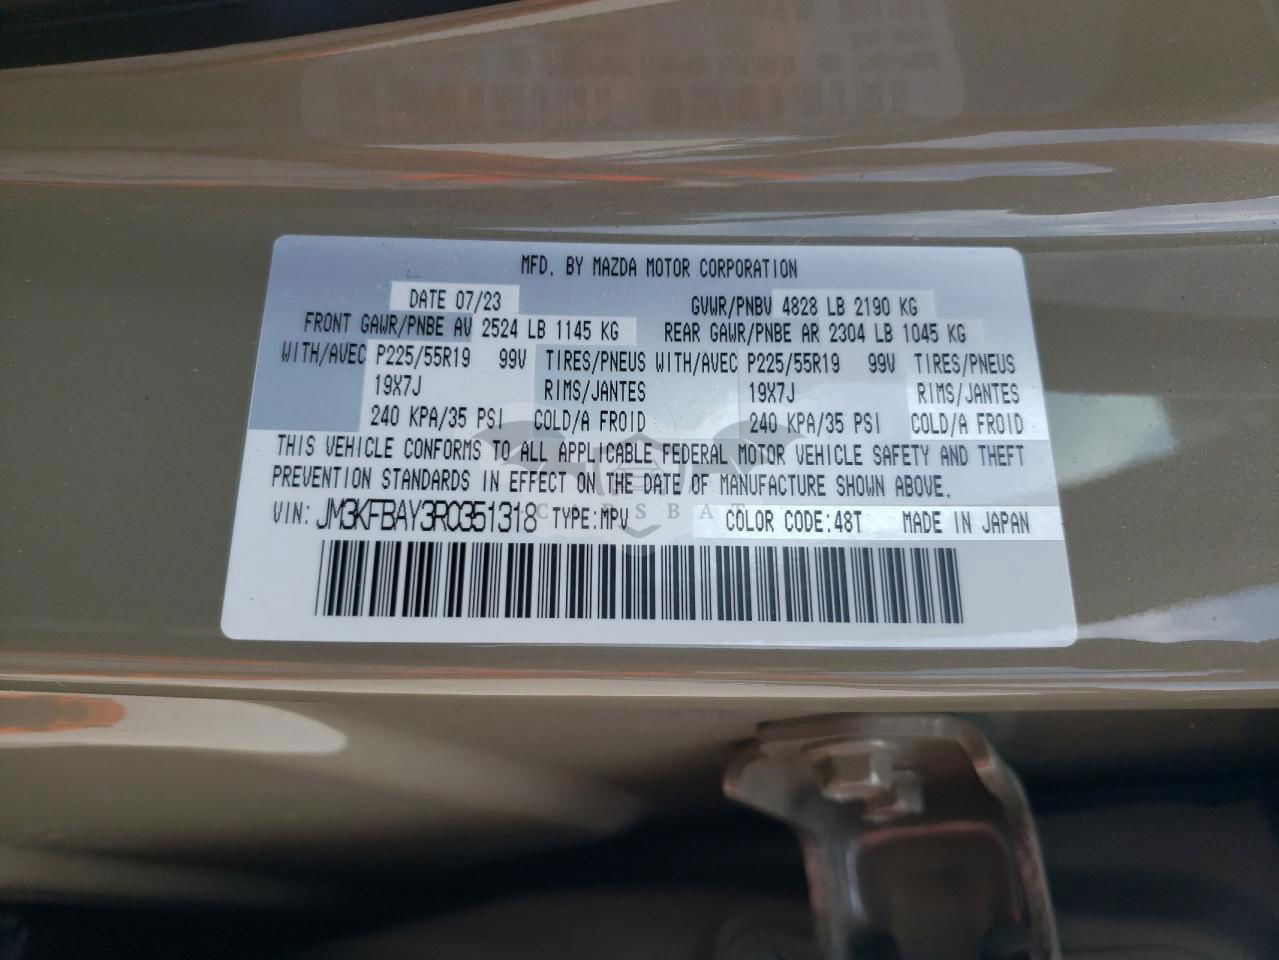 MFD. BY MAZDA MOTOR CORPORATION
DATE 07/23 GVWR/PNBV 4828 LB 2190 KG
FRONT GAWR/PNBE AV 2524 LB 1145 KG REAR GAWR/PNBE AR 2304 LB 1045 KG
WITH/AVEC P225/55R19 99V TIRES/PNEUS WITH/AVEC P225/55R19 99V TIRES/PNEUS
19X7J RIMS/JANTES 19X7J RIMS/JANTES
240 KPA/35 PSI COLD/A FROID 240 KPA/35 PSI COLD/A FROID
THIS VEHICLE CONFORMS TO ALL APPLICABLE FEDERAL MOTOR VEHICLE SAFETY AND THEFT
PREVENTION STANDARDS IN EFFECT ON THE DATE OF MANUFACTURE SHOWN ABOVE.
VIN: JM3KFBAY3R0351318 TYPE:MPV COLOR CODE:48T MADE IN JAPAN